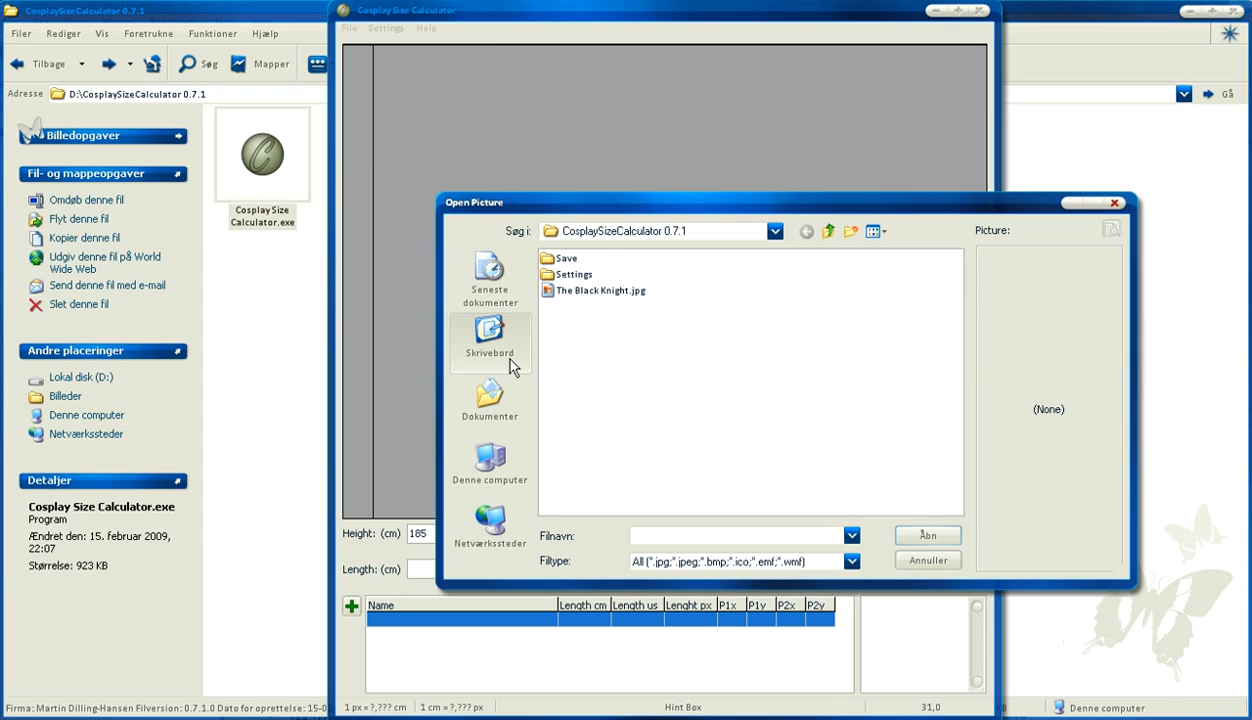 CosplaySizeCalculator 0.7.1
Filer Rediger Vis Foretrukne Funktioner Hjælp
Tilbage Søg Mapper
Adresse D:\CosplaySizeCalculator 0.7.1 Gå
Billedopgaver
Fil- og mappeopgaver
Omdøb denne fil
Flyt denne fil
Kopier denne fil
Udgiv denne fil på World
Wide Web
Send denne fil med e-mail
Slet denne fil
Andre placeringer
Lokal disk (D:)
Billeder
Denne computer
Netværkssteder
Detaljer
Cosplay Size Calculator.exe
Program
Ændret den: 15. februar 2009,
22:07
Størrelse: 923 KB
Cosplay Size
Calculator.exe
Cosplay Size Calculator
File Settings Help
Open Picture
Søg i: CosplaySizeCalculator 0.7.1
Picture:
Seneste
dokumenter
Skrivebord
Dokumenter
Denne computer
Netværkssteder
Save
Settings
The Black Knight.jpg
(None)
Filnavn: Åbn
Filtype: All (*.jpg;*.jpeg;*.bmp;*.ico;*.emf;*.wmf) Annuller
Height: (cm) 185
Length: (cm)
Name Length cm Length us Lenght px P1x P1y P2x P2y
1 px = ?,??? cm 1 cm = ?,??? px Hint Box 31,0
Firma: Martin Dilling-Hansen Filversion: 0.7.1.0 Dato for oprettelse: 15-0
KB Denne computer